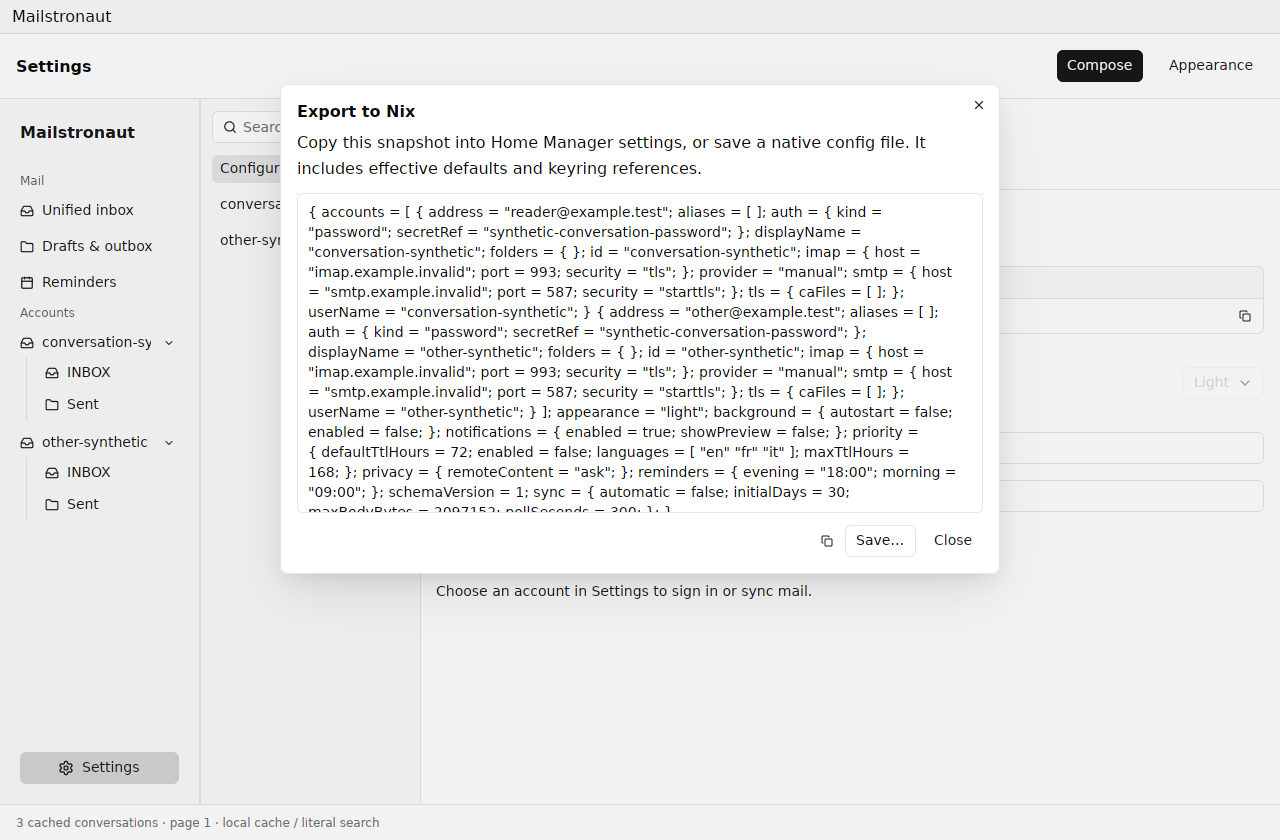 Mailstronaut
Settings
Compose
Appearance
Mailstronaut
Mail
Unified inbox
Drafts & outbox
Reminders
Accounts
conversation-sy
INBOX
Sent
other-synthetic
INBOX
Sent
Settings
Searc
Configur
conversa
other-syn
Export to Nix
Copy this snapshot into Home Manager settings, or save a native config file. It
includes effective defaults and keyring references.
{ accounts = [ { address = "reader@example.test"; aliases = [ ]; auth = { kind =
"password"; secretRef = "synthetic-conversation-password"; }; displayName =
"conversation-synthetic"; folders = { }; id = "conversation-synthetic"; imap = { host =
"imap.example.invalid"; port = 993; security = "tls"; }; provider = "manual"; smtp = { host
= "smtp.example.invalid"; port = 587; security = "starttls"; }; tls = { caFiles = [ ]; };
userName = "conversation-synthetic"; } { address = "other@example.test"; aliases = [ ];
auth = { kind = "password"; secretRef = "synthetic-conversation-password"; };
displayName = "other-synthetic"; folders = { }; id = "other-synthetic"; imap = { host =
"imap.example.invalid"; port = 993; security = "tls"; }; provider = "manual"; smtp = { host
= "smtp.example.invalid"; port = 587; security = "starttls"; }; tls = { caFiles = [ ]; };
userName = "other-synthetic"; } ]; appearance = "light"; background = { autostart = false;
enabled = false; }; notifications = { enabled = true; showPreview = false; }; priority =
{ defaultTtlHours = 72; enabled = false; languages = [ "en" "fr" "it" ]; maxTtlHours =
168; }; privacy = { remoteContent = "ask"; }; reminders = { evening = "18:00"; morning =
"09:00"; }; schemaVersion = 1; sync = { automatic = false; initialDays = 30;
maxBodyBytes = 2097152; pollSeconds = 300; }; }
Save...
Close
Light
Choose an account in Settings to sign in or sync mail.
3 cached conversations · page 1 · local cache / literal search